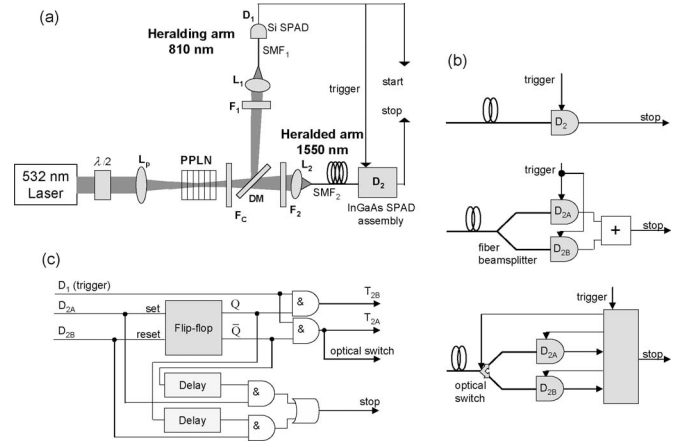 (a)
D₁
Si SPAD
Heralding arm
810 nm
SMF₁
L₁
F₁
trigger
start
stop
Heralded arm
1550 nm
532 nm
Laser
λ/2
Lₚ
PPLN
F_C
DM
F₂
L₂
SMF₂
D₂
InGaAs SPAD
assembly
(b)
trigger
D₂
stop
trigger
D₂A
D₂B
+
stop
fiber
beamsplitter
trigger
D₂A
D₂B
stop
optical
switch
(c)
D₁ (trigger)
D₂A
D₂B
set
reset
Flip-flop
Q
Q̄
&
&
T₂B
T₂A
optical switch
Delay
Delay
&
&
stop